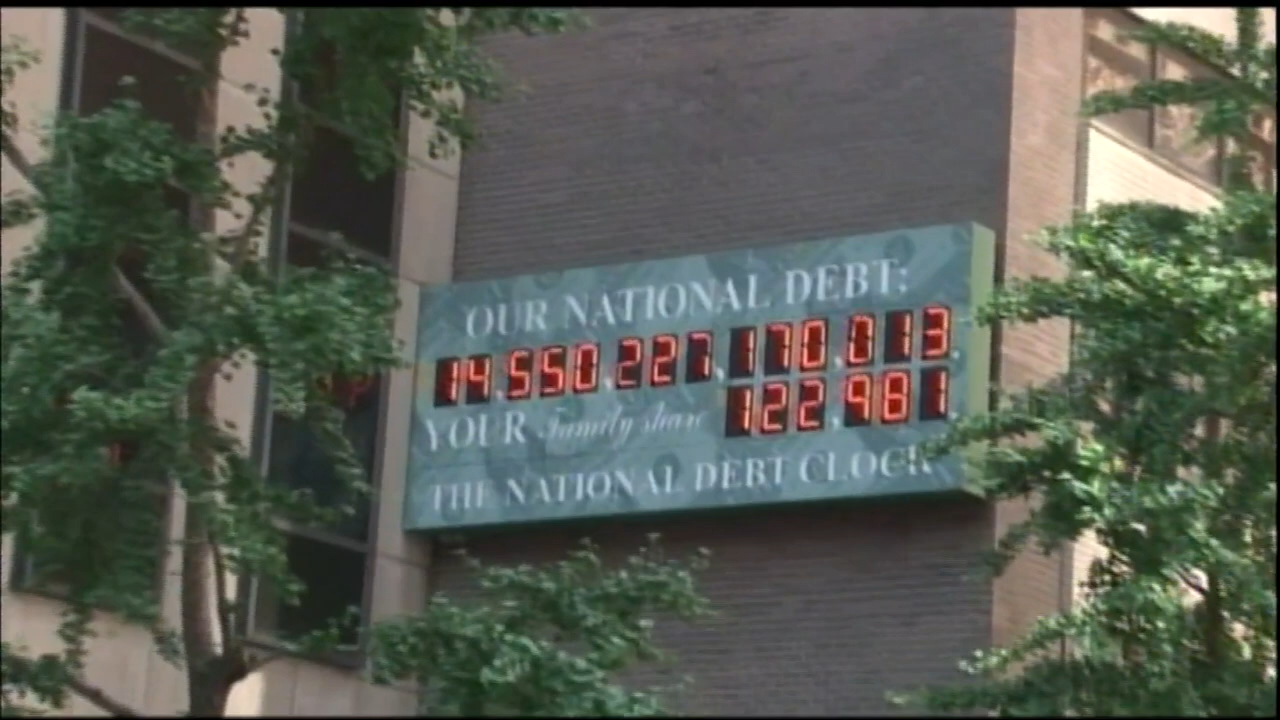 OUR NATIONAL DEBT:
14,550,227,170,013.
YOUR Family share 122,981.
THE NATIONAL DEBT CLOCK